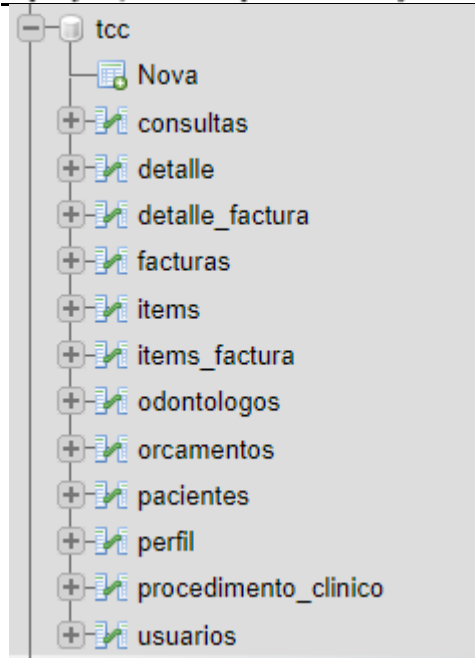 tcc
Nova
consultas
detalle
detalle_factura
facturas
items
items_factura
odontologos
orcamentos
pacientes
perfil
procedimento_clinico
usuarios